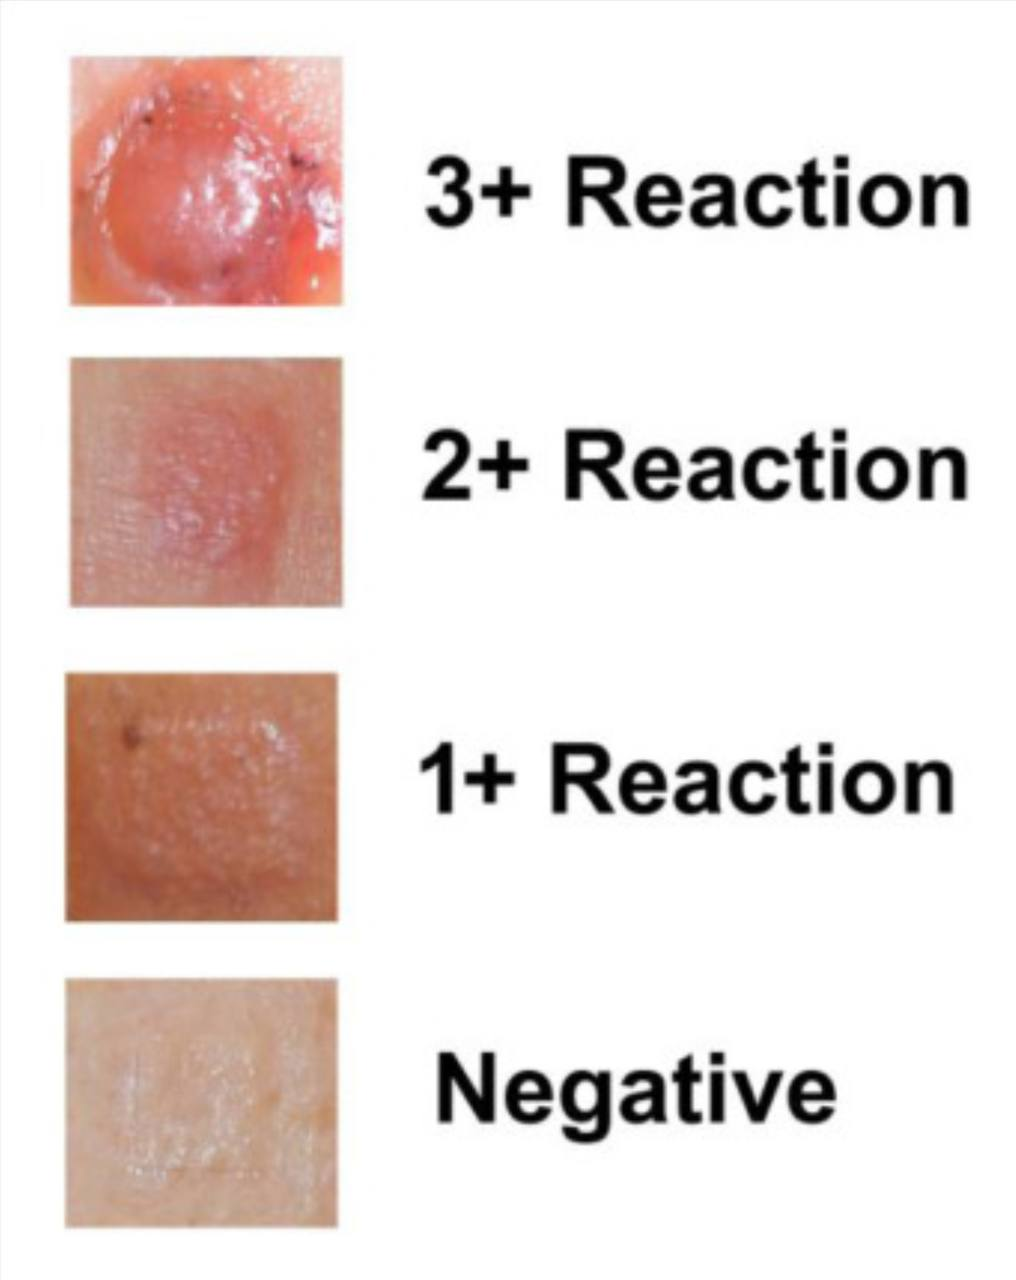 3+ Reaction
2+ Reaction
1+ Reaction
Negative